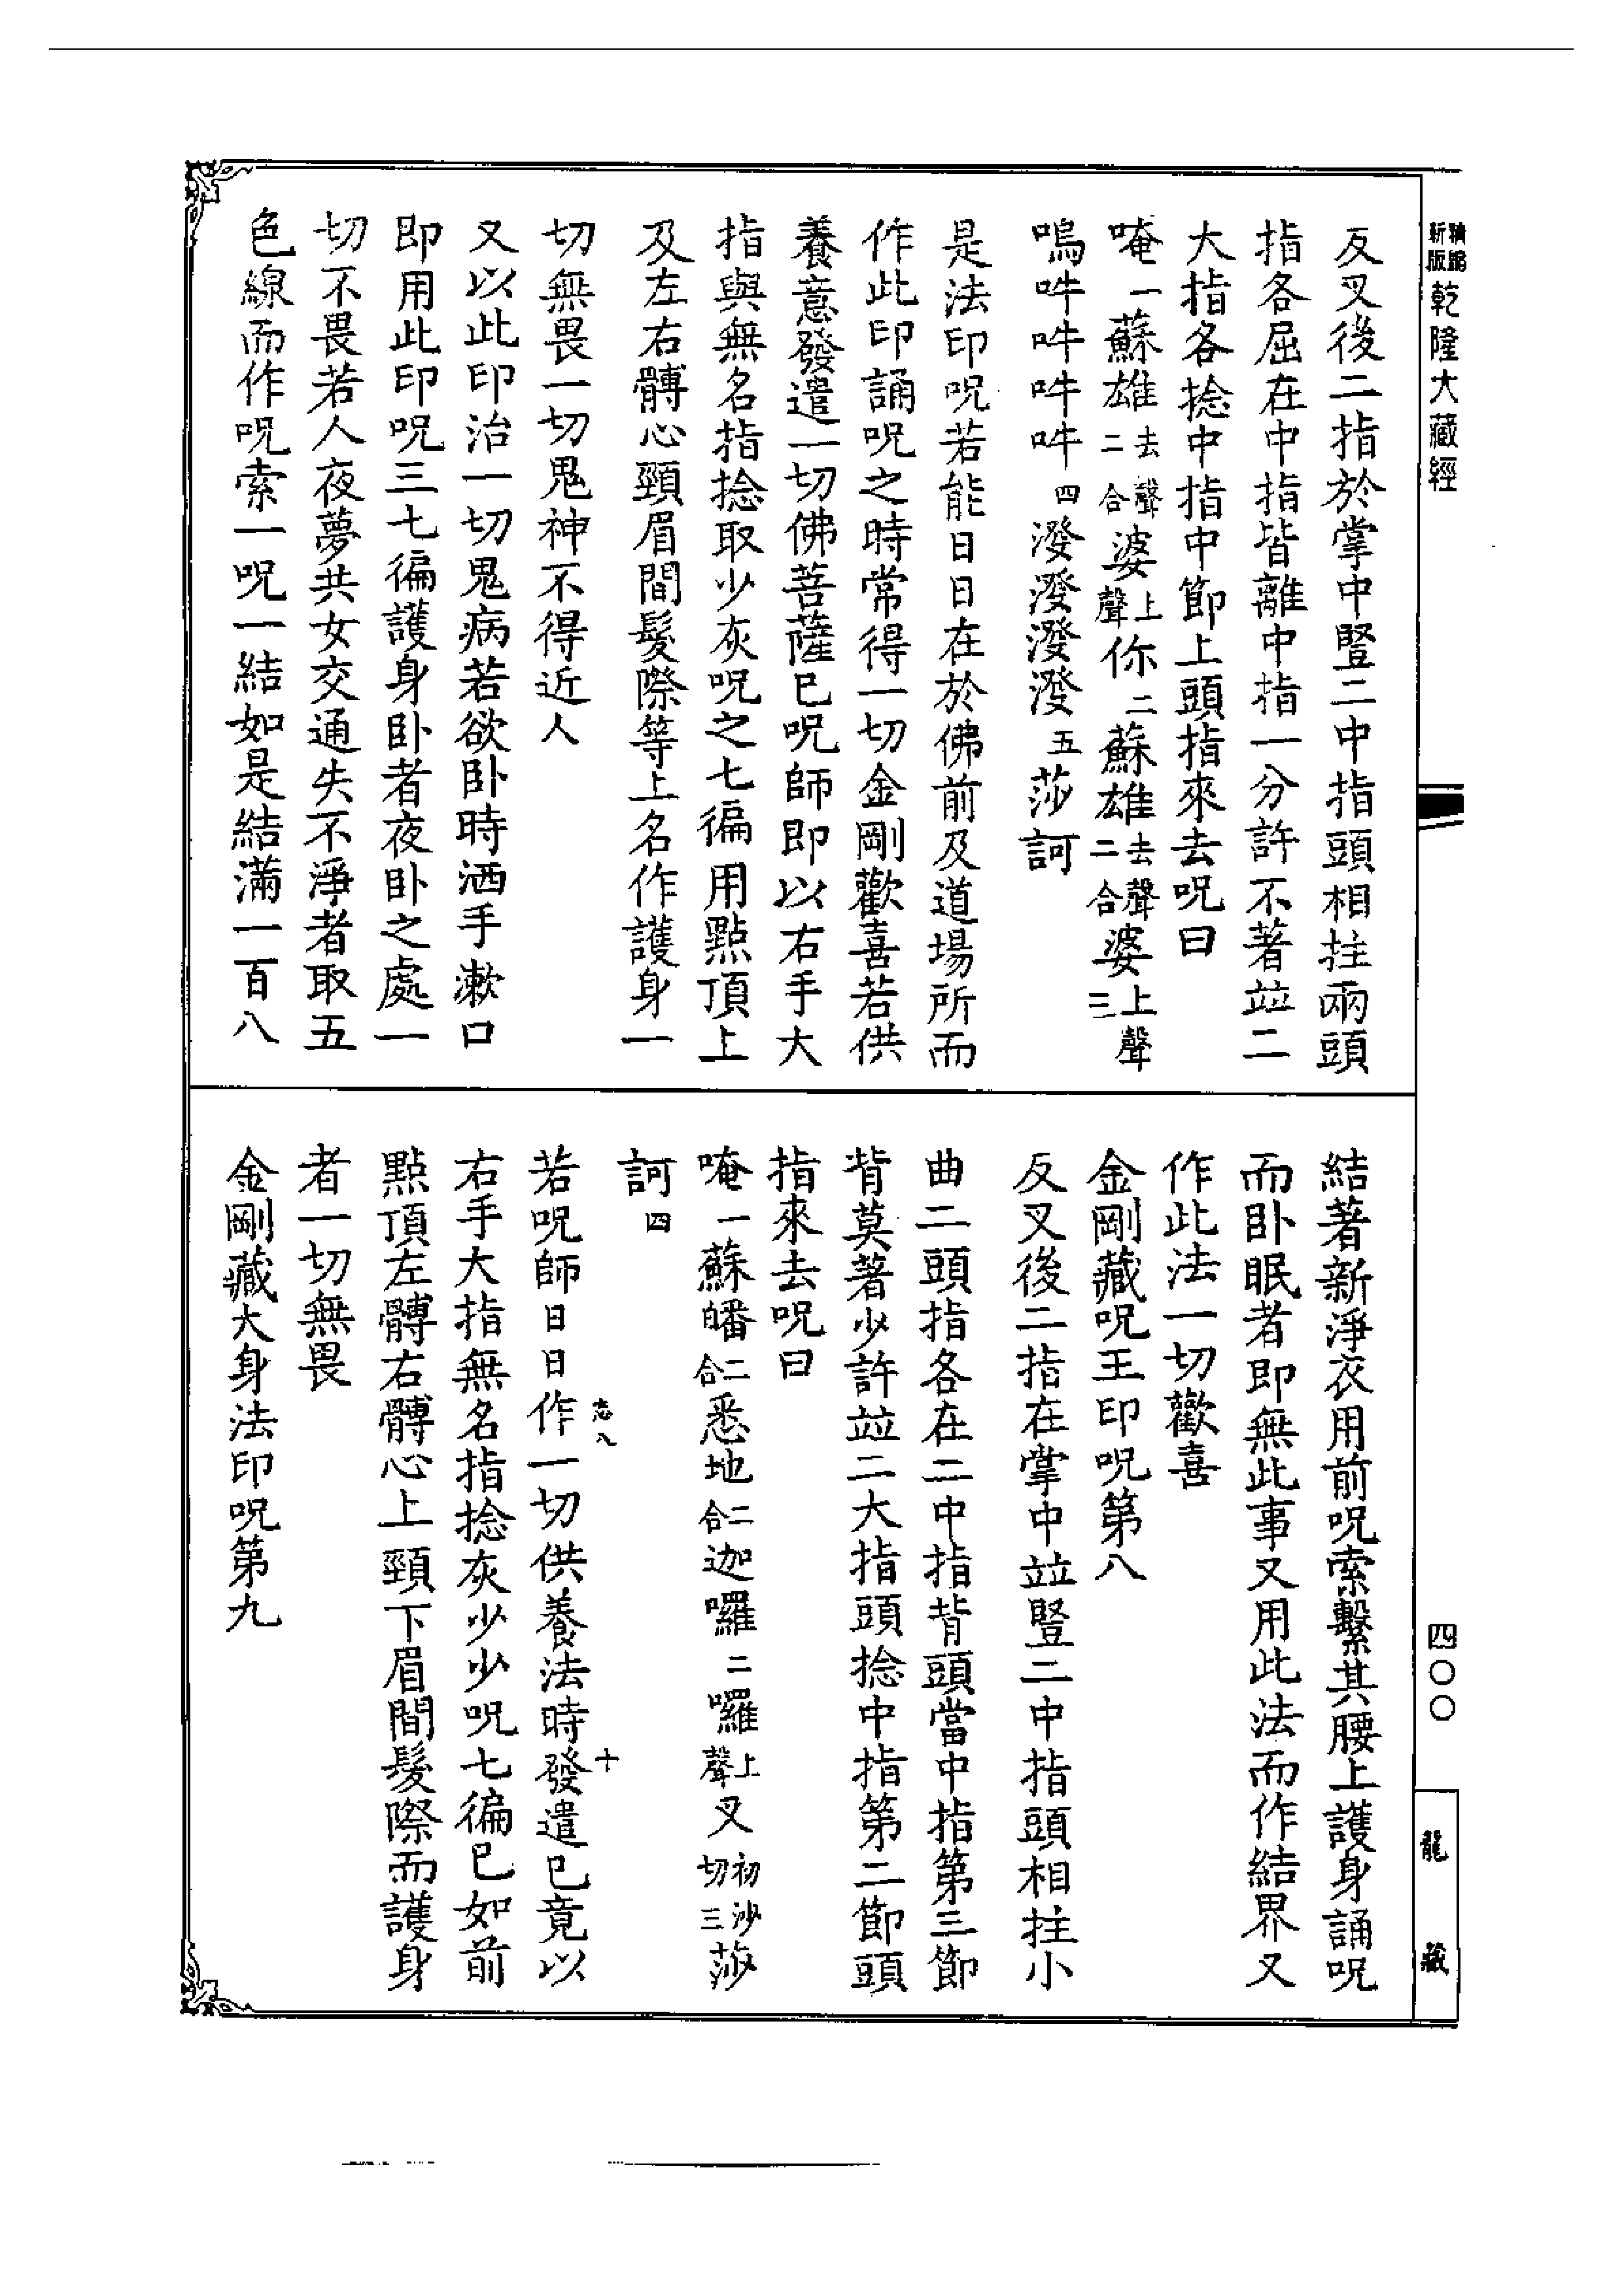 新版精鍋乾隆大藏經
四〇〇
龍藏
反叉後二指於掌中豎二中指頭相拄兩頭
指各屈在中指皆離中指一分許不著竝二
大指各捻中指中節上頭指來去呪曰
唵一蘇雄去聲二合婆上聲你二蘇雄去聲二合婆上聲三
嗚吽吽吽吽四潑潑潑潑五莎訶
是法印呪若能日日在於佛前及道場所而
作此印誦呪之時常得一切金剛歡喜若供
養意發遣一切佛菩薩已呪師即以右手大
指與無名指捻取少灰呪之七徧用點頂上
及左右髆心頸眉間髮際等上名作護身一
切無畏一切鬼神不得近人
又以此印治一切鬼病若欲卧時洒手漱口
即用此印呪三七徧護身卧者夜卧之處一
切不畏若人夜夢共女交通失不淨者取五
色線而作呪索一呪一結如是結滿一百八
結著新淨衣用前呪索繫其腰上護身誦呪
而卧眠者即無此事又用此法而作結界又
作此法一切歡喜
金剛藏呪王印呪第八
反叉後二指在掌中竝豎二中指頭相拄小
曲二頭指各在二中指背頭當中指第三節
背莫著少許竝二大指頭捻中指第二節頭
指來去呪曰
唵一蘇皤二合悉地二合迦囉二囉上聲叉初沙切三莎
訶四
若呪師日日作一切供養法時發遣已竟以
志八
十
右手大指無名指捻灰少少呪七徧已如前
點頂左髆右髆心上頸下眉間髮際而護身
者一切無畏
金剛藏大身法印呪第九